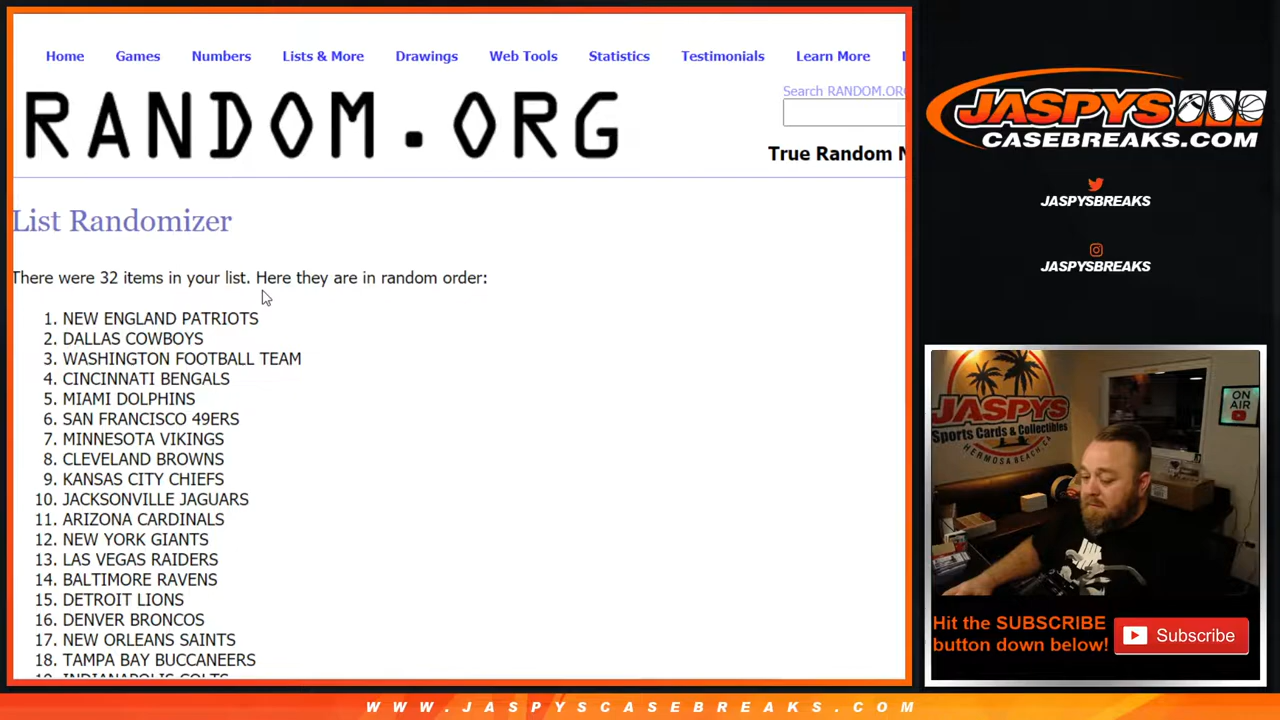 Home Games Numbers Lists & More Drawings Web Tools Statistics Testimonials Learn More
RANDOM.ORG
Search RANDOM.ORG
True Random N
List Randomizer
There were 32 items in your list. Here they are in random order:
1. NEW ENGLAND PATRIOTS
2. DALLAS COWBOYS
3. WASHINGTON FOOTBALL TEAM
4. CINCINNATI BENGALS
5. MIAMI DOLPHINS
6. SAN FRANCISCO 49ERS
7. MINNESOTA VIKINGS
8. CLEVELAND BROWNS
9. KANSAS CITY CHIEFS
10. JACKSONVILLE JAGUARS
11. ARIZONA CARDINALS
12. NEW YORK GIANTS
13. LAS VEGAS RAIDERS
14. BALTIMORE RAVENS
15. DETROIT LIONS
16. DENVER BRONCOS
17. NEW ORLEANS SAINTS
18. TAMPA BAY BUCCANEERS
19. INDIANAPOLIS COLTS
JASPYS
CASEBREAKS.COM
JASPYSBREAKS
JASPYSBREAKS
JASPYS
Sports Cards & Collectibles
HERMOSA BEACH, CA
ON
AIR
Hit the SUBSCRIBE
button down below!
Subscribe
WWW.JASPYSCASEBREAKS.COM